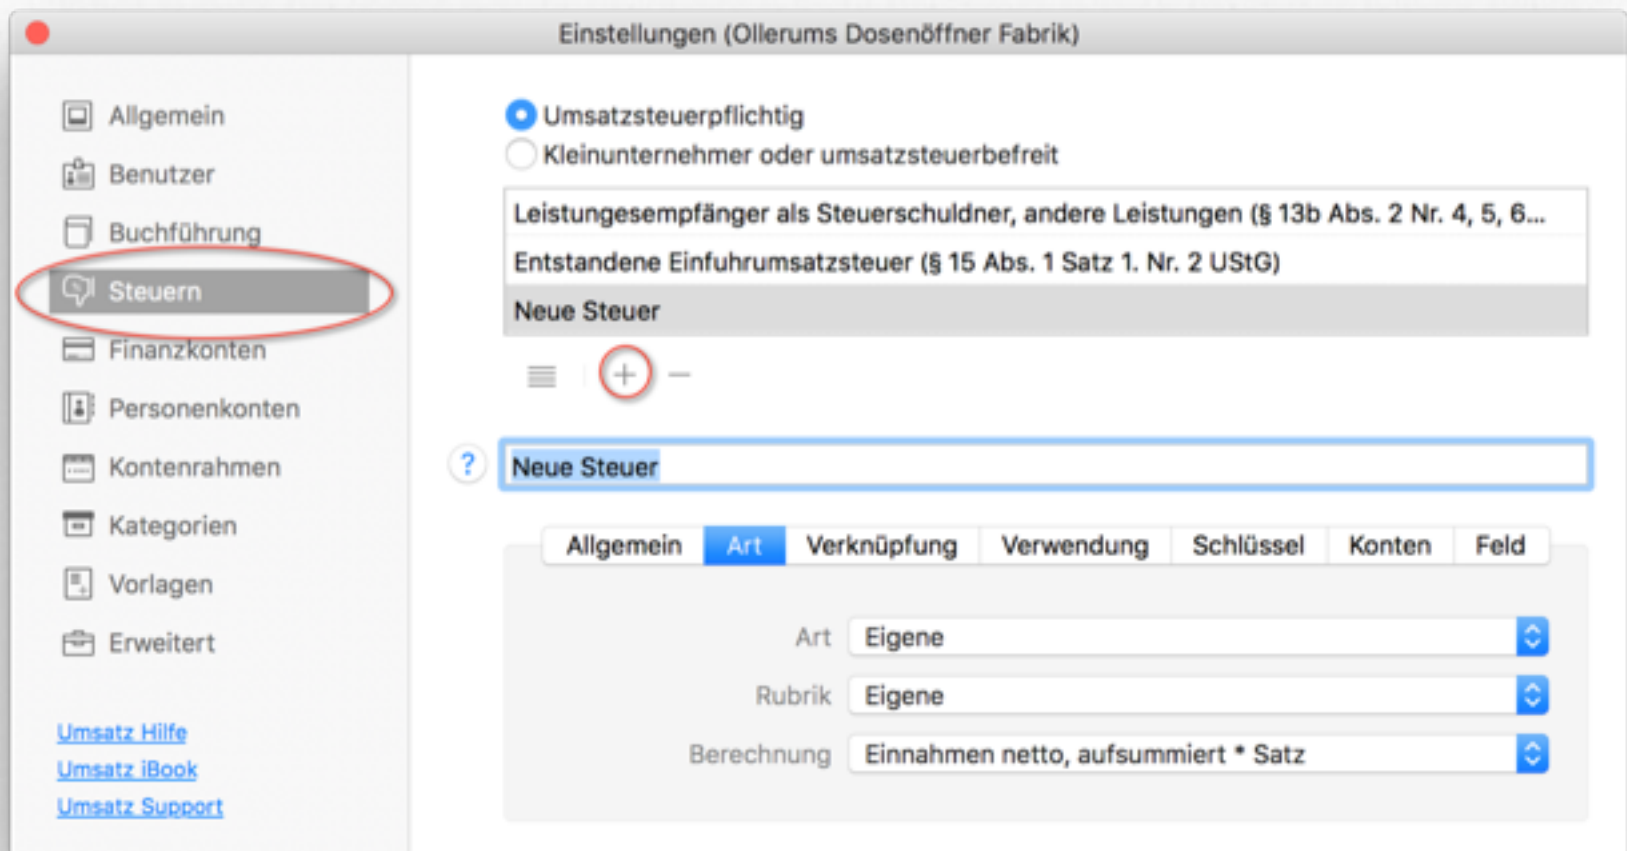 Einstellungen (Ollerums Dosenöffner Fabrik)
Allgemein
Benutzer
Buchführung
Steuern
Finanzkonten
Personenkonten
Kontenrahmen
Kategorien
Vorlagen
Erweitert
Umsatz Hilfe
Umsatz iBook
Umsatz Support
Umsatzsteuerpflichtig
Kleinunternehmer oder umsatzsteuerbefreit
Leistungesempfänger als Steuerschuldner, andere Leistungen (§ 13b Abs. 2 Nr. 4, 5, 6...
Entstandene Einfuhrumsatzsteuer (§ 15 Abs. 1 Satz 1. Nr. 2 UStG)
Neue Steuer
+ −
? Neue Steuer
Allgemein Art Verknüpfung Verwendung Schlüssel Konten Feld
Art Eigene
Rubrik Eigene
Berechnung Einnahmen netto, aufsummiert * Satz